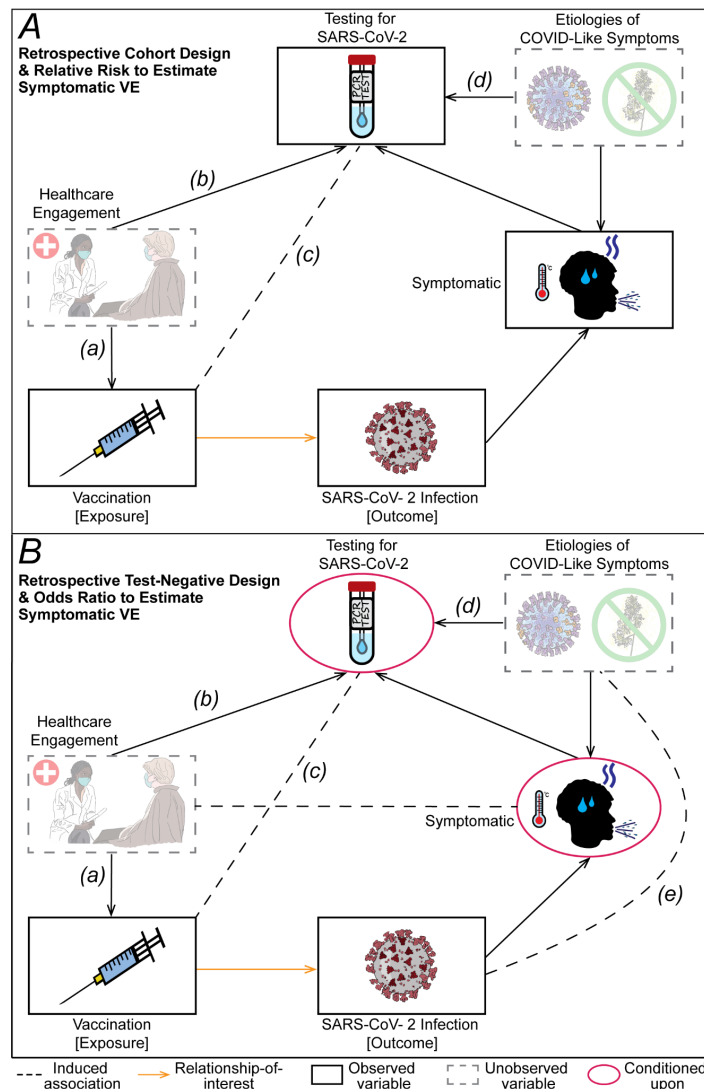 A
Retrospective Cohort Design
& Relative Risk to Estimate
Symptomatic VE
Testing for
SARS-CoV-2
Etiologies of
COVID-Like Symptoms
PCR
TEST
(d)
(b)
Healthcare
Engagement
(c)
°C
Symptomatic
(a)
Vaccination
[Exposure]
SARS-CoV- 2 Infection
[Outcome]
B
Retrospective Test-Negative Design
& Odds Ratio to Estimate
Symptomatic VE
Testing for
SARS-CoV-2
Etiologies of
COVID-Like Symptoms
PCR
TEST
(d)
(b)
Healthcare
Engagement
(c)
°C
Symptomatic
(a)
(e)
Vaccination
[Exposure]
SARS-CoV- 2 Infection
[Outcome]
Induced
association
Relationship-of-
interest
Observed
variable
Unobserved
variable
Conditioned
upon